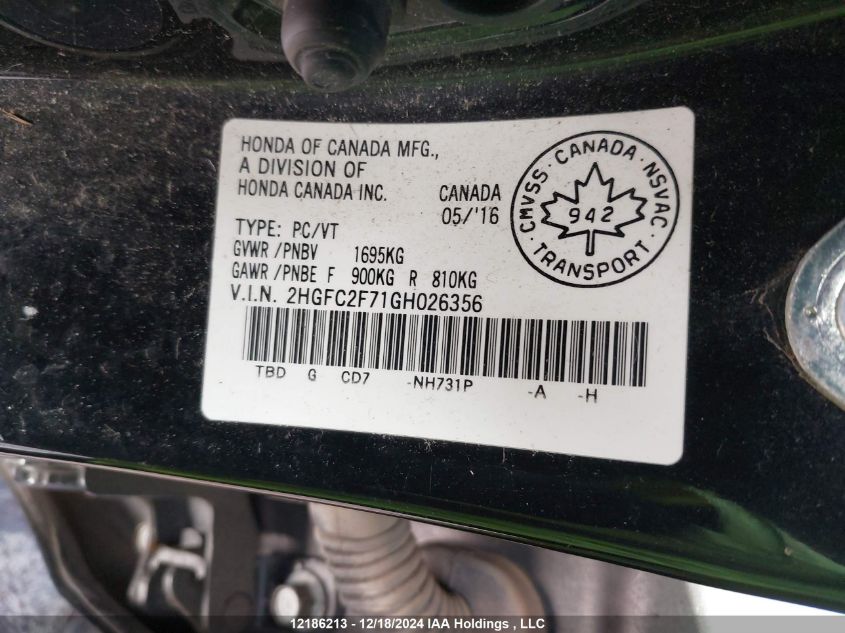 HONDA OF CANADA MFG.,
A DIVISION OF
HONDA CANADA INC. CANADA
05/'16
TYPE: PC/VT
GVWR /PNBV 1695KG
GAWR /PNBE F 900KG R 810KG
V.I.N. 2HGFC2F71GH026356
TBD G CD7 -NH731P -A -H
CMVSS · CANADA · NSVAC
942
· TRANSPORT ·
12186213 - 12/18/2024 IAA Holdings , LLC